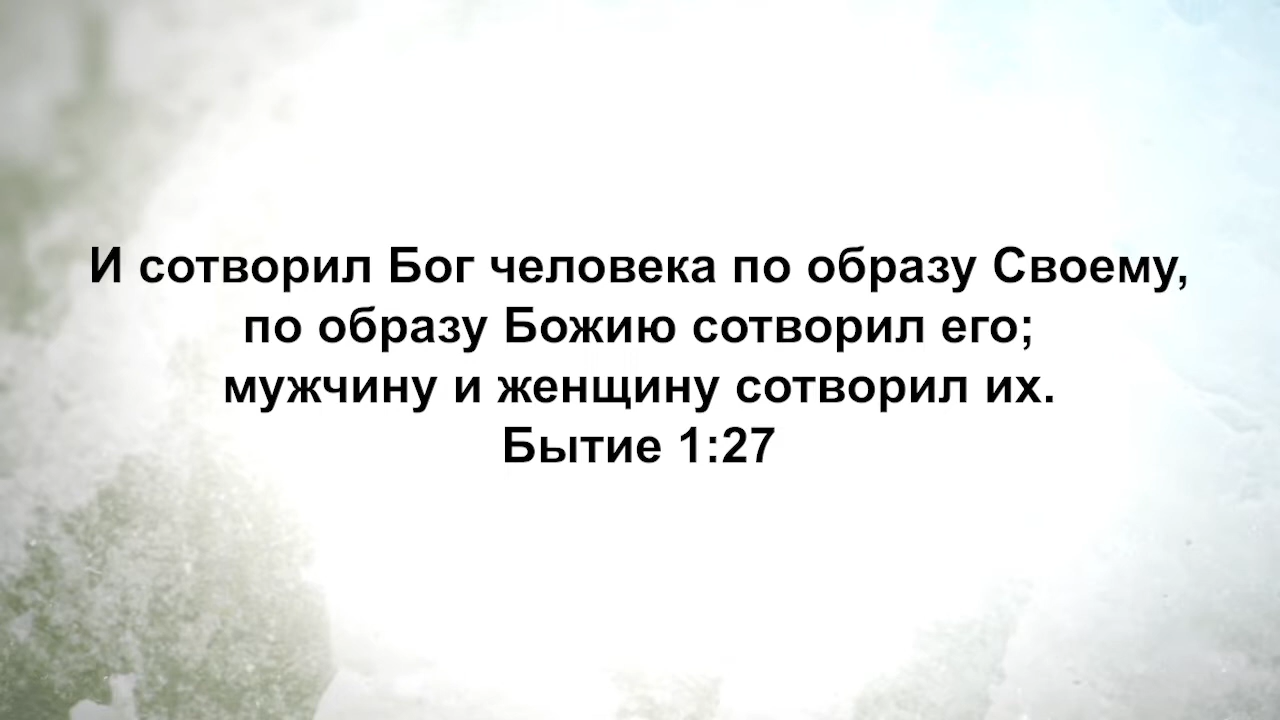 И сотворил Бог человека по образу Своему,
по образу Божию сотворил его;
мужчину и женщину сотворил их.
Бытие 1:27